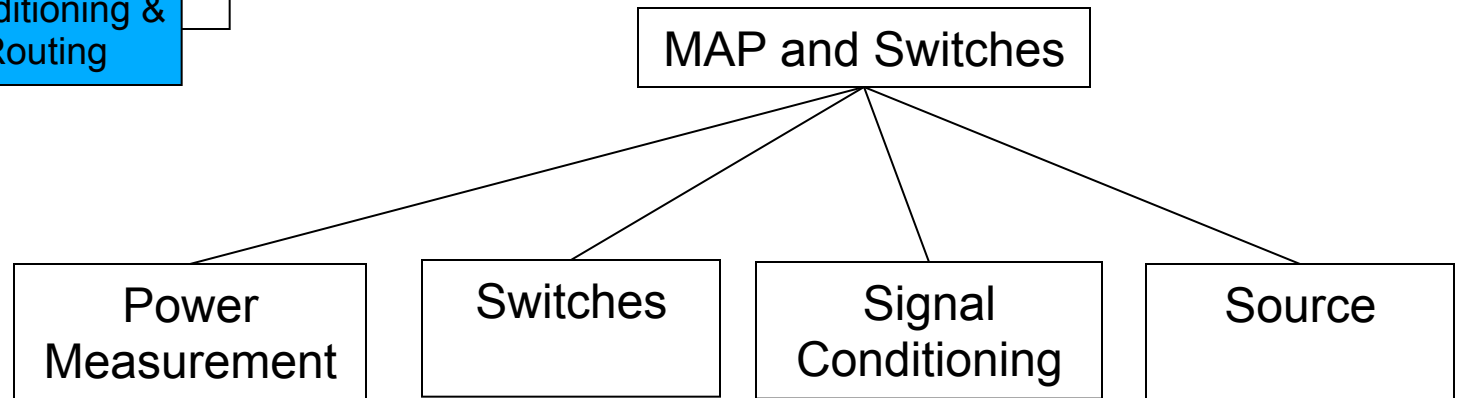 ditioning &
Routing
MAP and Switches
Power
Measurement
Switches
Signal
Conditioning
Source